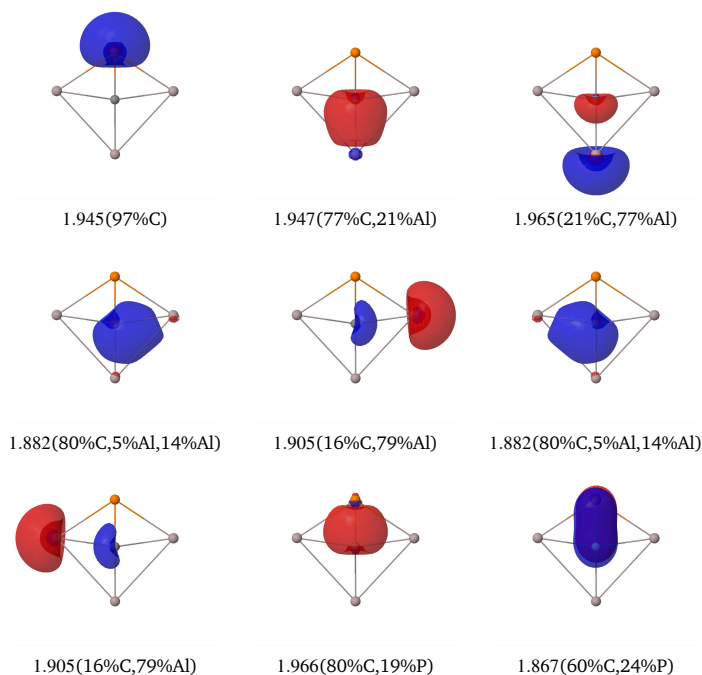 1.945(97%C)
1.947(77%C,21%Al)
1.965(21%C,77%Al)
1.882(80%C,5%Al,14%Al)
1.905(16%C,79%Al)
1.882(80%C,5%Al,14%Al)
1.905(16%C,79%Al)
1.966(80%C,19%P)
1.867(60%C,24%P)